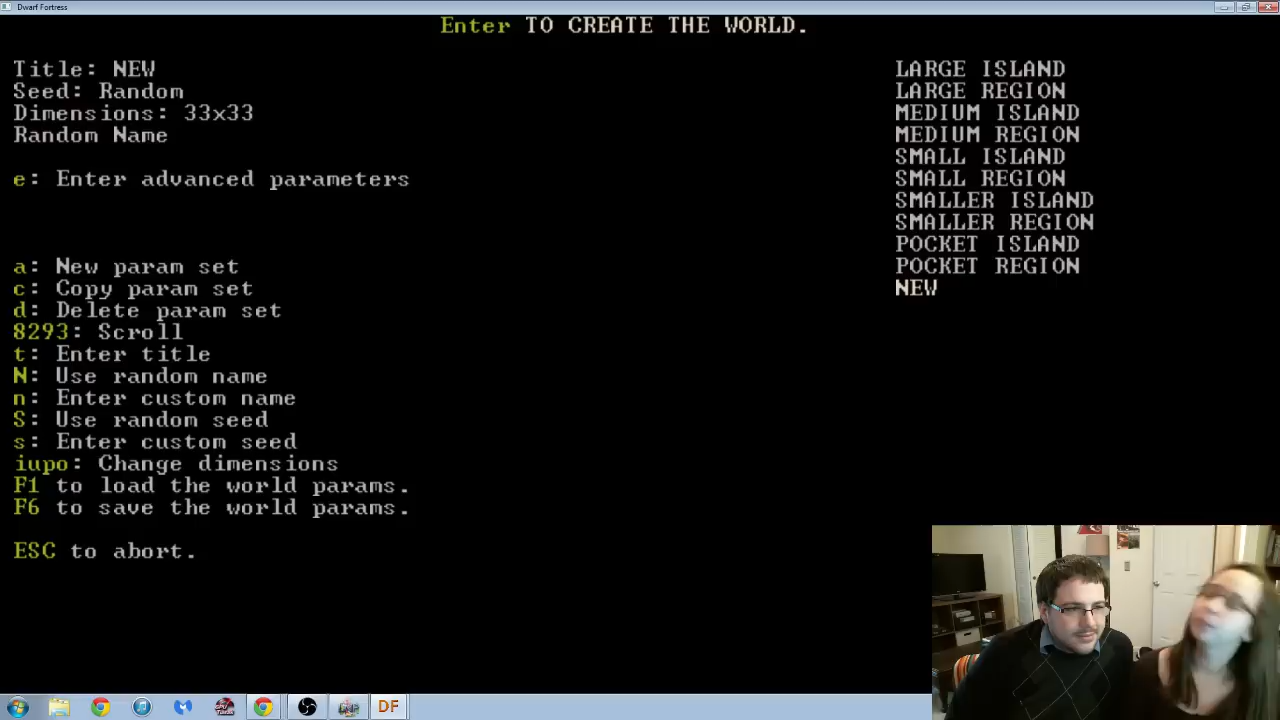 Dwarf Fortress
Enter TO CREATE THE WORLD.
Title: NEW
Seed: Random
Dimensions: 33x33
Random Name
e: Enter advanced parameters
a: New param set
c: Copy param set
d: Delete param set
8293: Scroll
t: Enter title
N: Use random name
n: Enter custom name
S: Use random seed
s: Enter custom seed
iupo: Change dimensions
F1 to load the world params.
F6 to save the world params.
ESC to abort.
LARGE ISLAND
LARGE REGION
MEDIUM ISLAND
MEDIUM REGION
SMALL ISLAND
SMALL REGION
SMALLER ISLAND
SMALLER REGION
POCKET ISLAND
POCKET REGION
NEW
DF